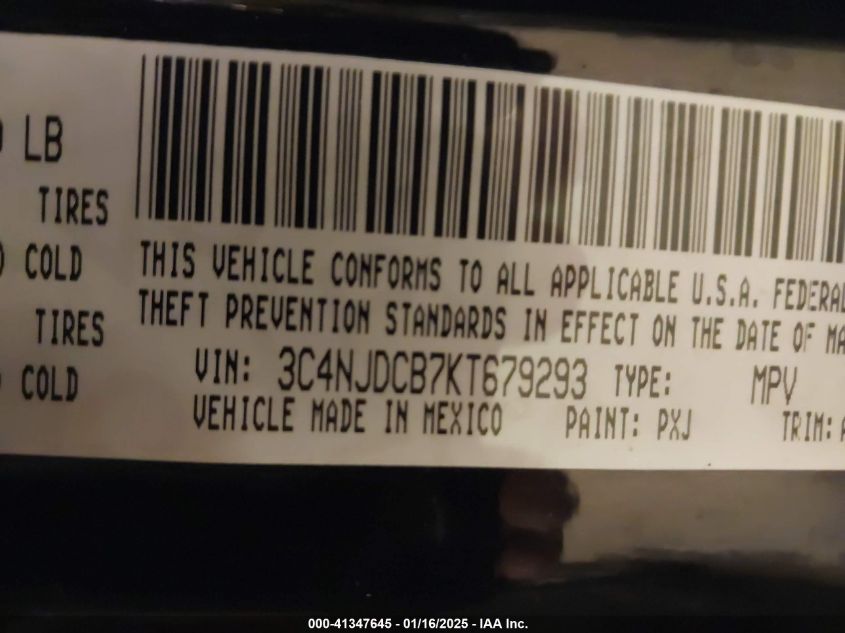 LB
TIRES
COLD
TIRES
COLD
THIS VEHICLE CONFORMS TO ALL APPLICABLE U.S.A. FEDERAL
THEFT PREVENTION STANDARDS IN EFFECT ON THE DATE OF MA
VIN: 3C4NJDCB7KT679293 TYPE: MPV
VEHICLE MADE IN MEXICO PAINT: PXJ TRIM:
000-41347645 - 01/16/2025 - IAA Inc.